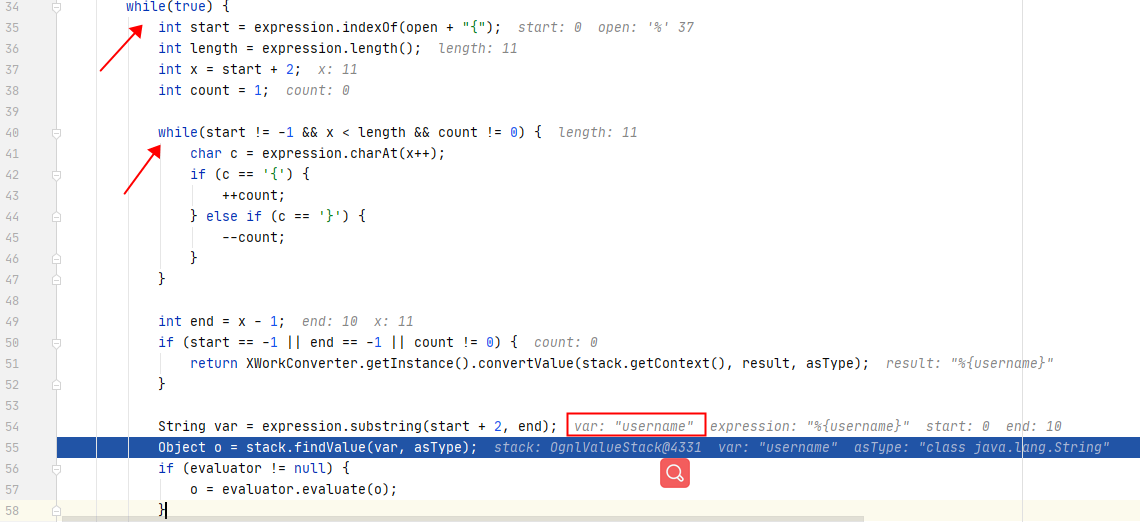 34 while(true) {
35 int start = expression.indexOf(open + "{"); start: 0 open: '%' 37
36 int length = expression.length(); length: 11
37 int x = start + 2; x: 11
38 int count = 1; count: 0
39
40 while(start != -1 && x < length && count != 0) { length: 11
41 char c = expression.charAt(x++);
42 if (c == '{') {
43 ++count;
44 } else if (c == '}') {
45 --count;
46 }
47 }
48
49 int end = x - 1; end: 10 x: 11
50 if (start == -1 || end == -1 || count != 0) { count: 0
51 return XWorkConverter.getInstance().convertValue(stack.getContext(), result, asType); result: "%{username}"
52 }
53
54 String var = expression.substring(start + 2, end); var: "username" expression: "%{username}" start: 0 end: 10
55 Object o = stack.findValue(var, asType); stack: OgnlValueStack@4331 var: "username" asType: "class java.lang.String"
56 if (evaluator != null) {
57 o = evaluator.evaluate(o);
58 }